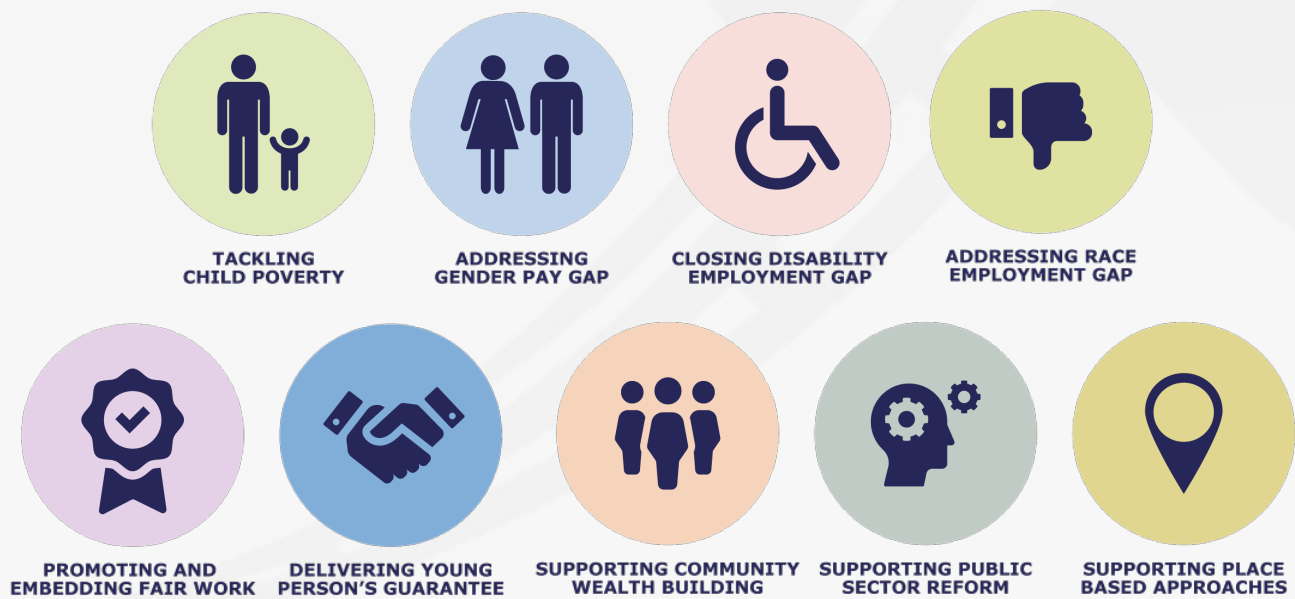 TACKLING
CHILD POVERTY
ADDRESSING
GENDER PAY GAP
CLOSING DISABILITY
EMPLOYMENT GAP
ADDRESSING RACE
EMPLOYMENT GAP
PROMOTING AND
EMBEDDING FAIR WORK
DELIVERING YOUNG
PERSON'S GUARANTEE
SUPPORTING COMMUNITY
WEALTH BUILDING
SUPPORTING PUBLIC
SECTOR REFORM
SUPPORTING PLACE
BASED APPROACHES